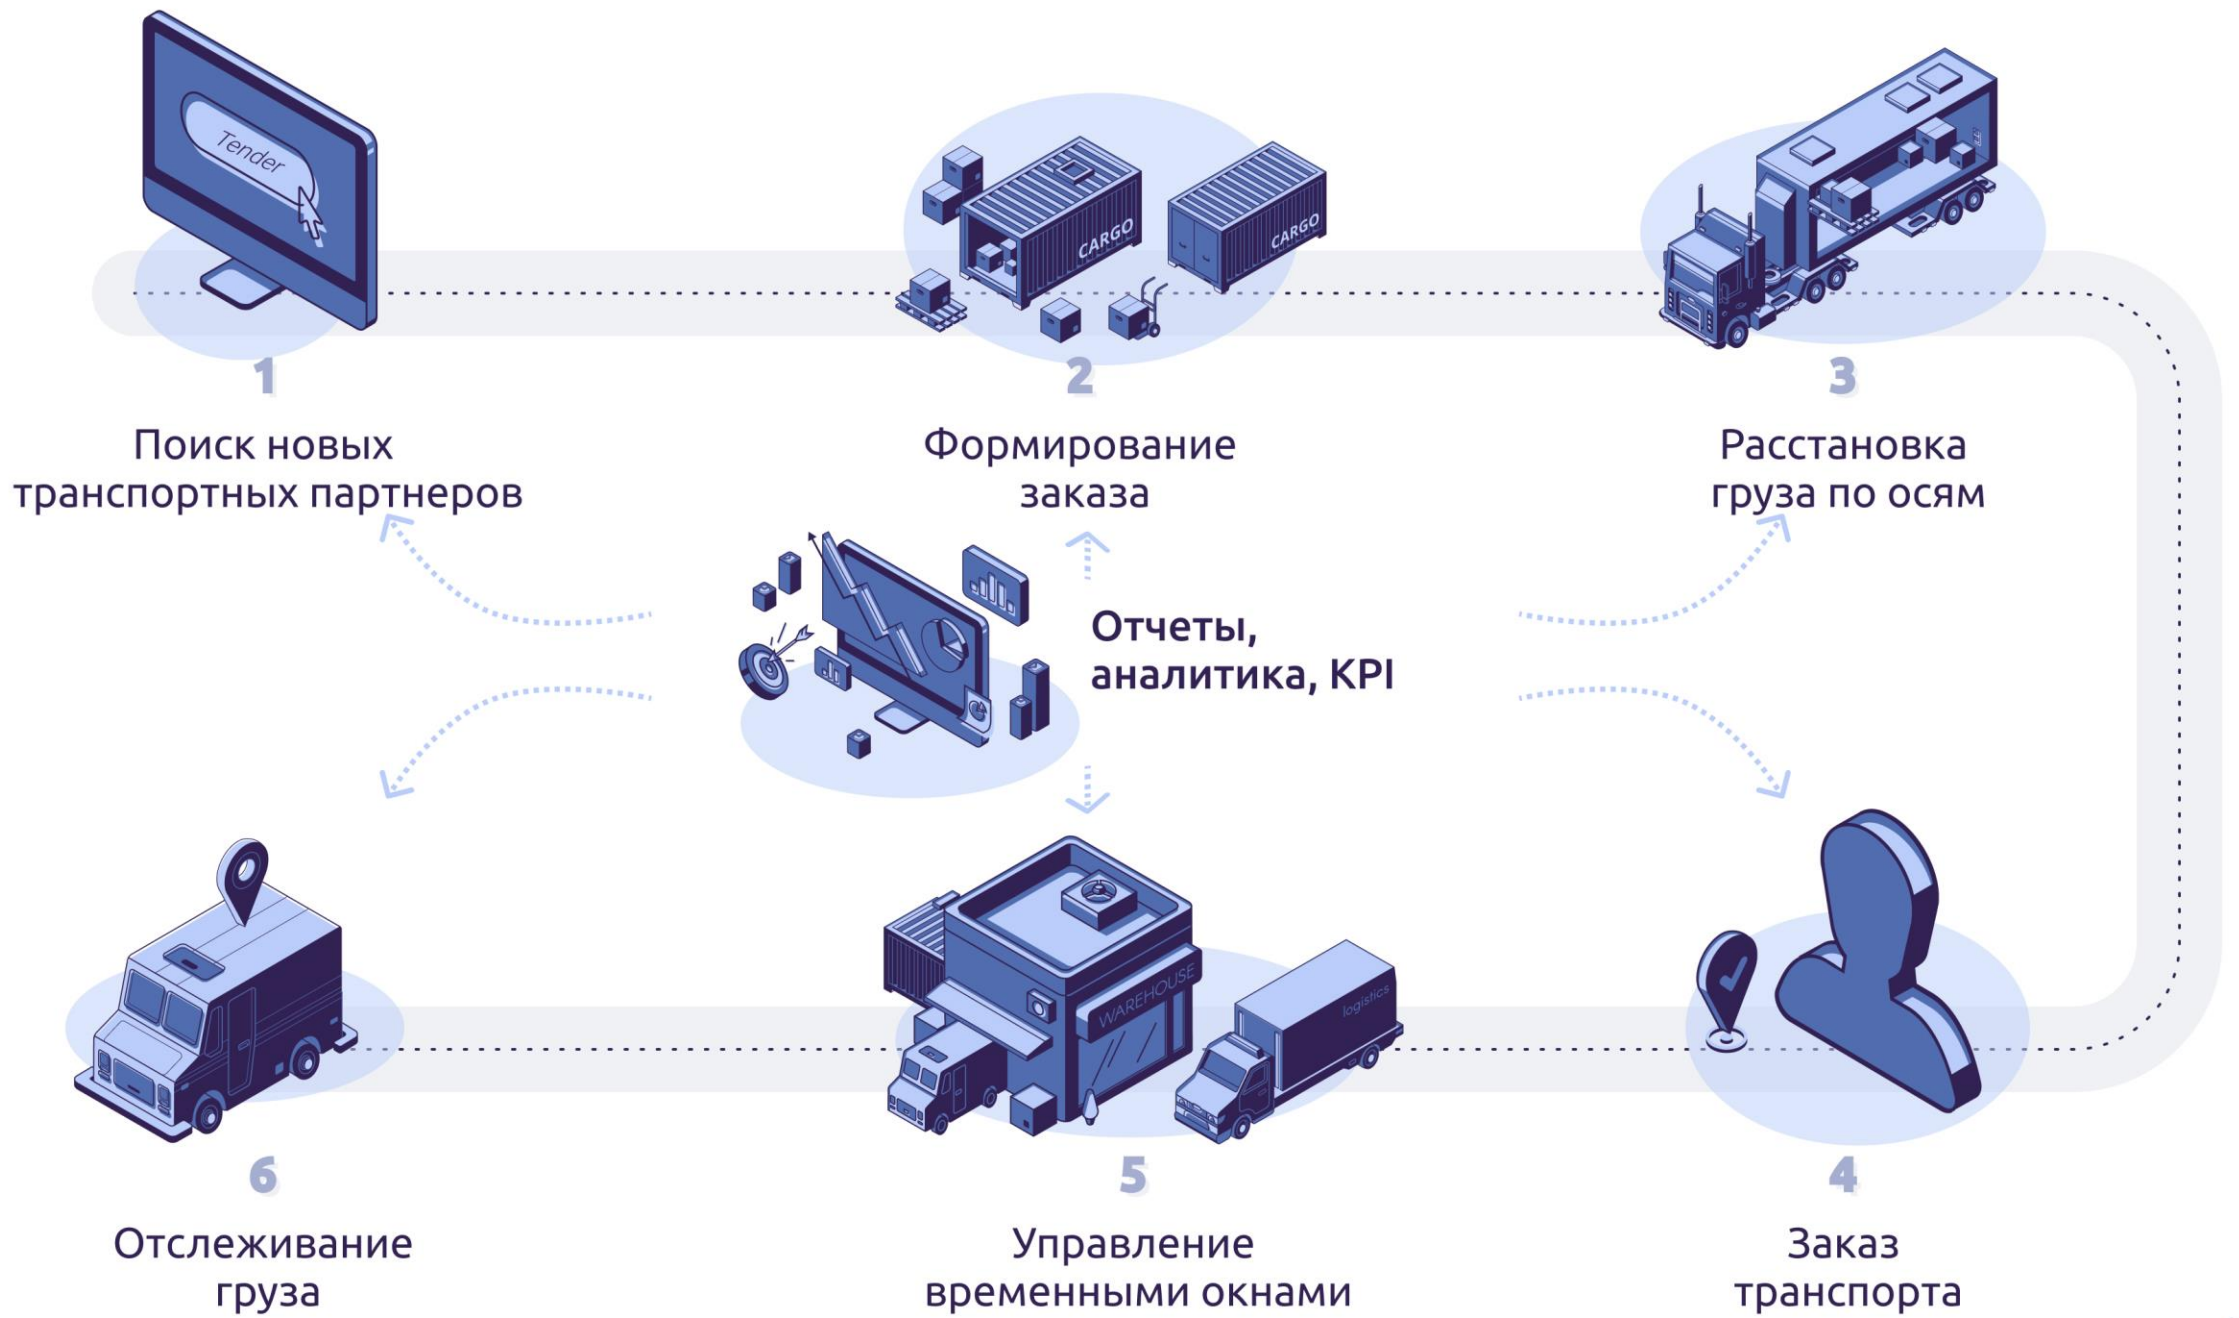 Tender
CARGO
CARGO
1
Поиск новых
транспортных партнеров
2
Формирование
заказа
3
Расстановка
груза по осям
Отчеты,
аналитика, KPI
WAREHOUSE
logistics
6
Отслеживание
груза
5
Управление
временными окнами
4
Заказ
транспорта